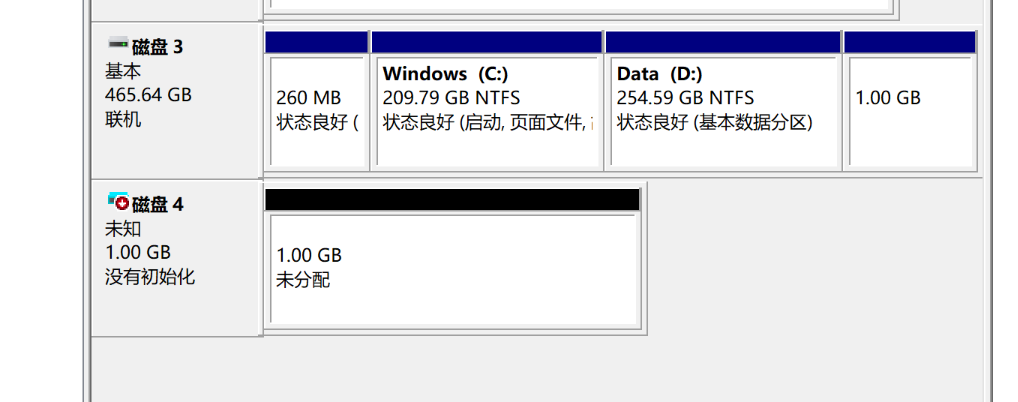 磁盘 3
基本
465.64 GB
联机
260 MB
状态良好 (
Windows (C:)
209.79 GB NTFS
状态良好 (启动, 页面文件,
Data (D:)
254.59 GB NTFS
状态良好 (基本数据分区)
1.00 GB
磁盘 4
未知
1.00 GB
没有初始化
1.00 GB
未分配